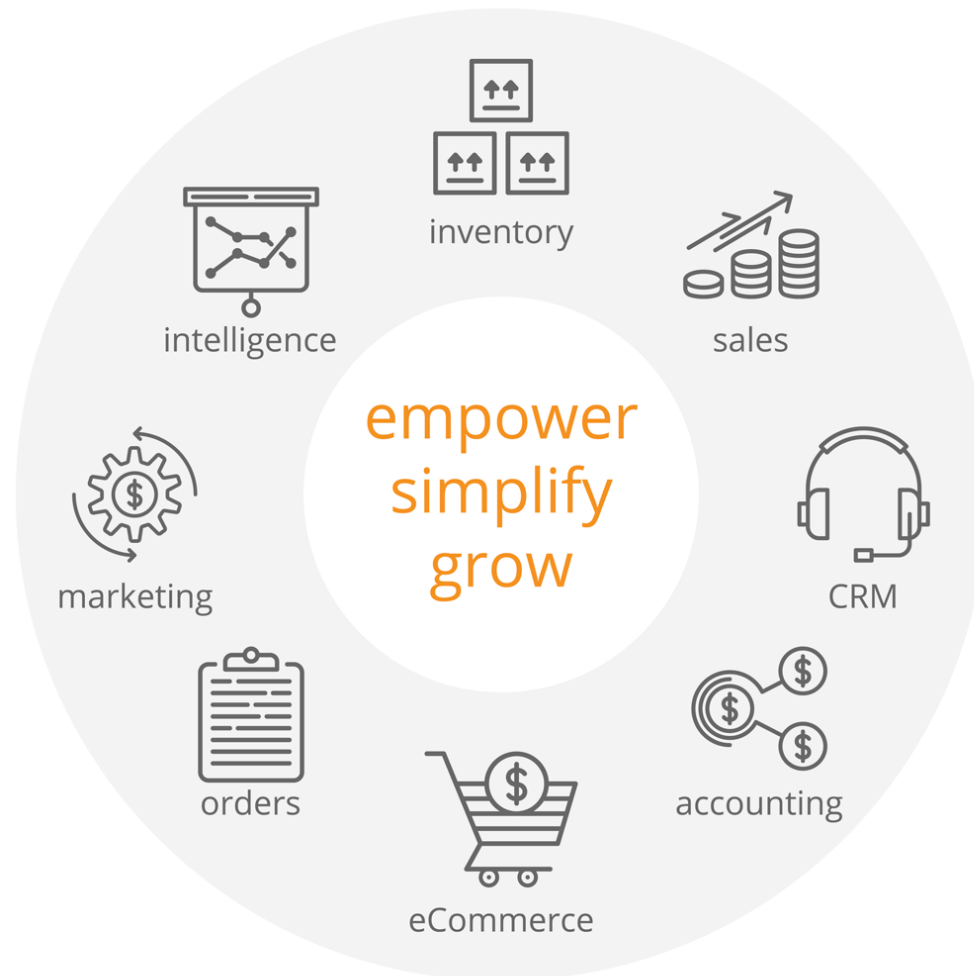 inventory
intelligence
sales
empower
simplify
grow
marketing
CRM
orders
accounting
eCommerce